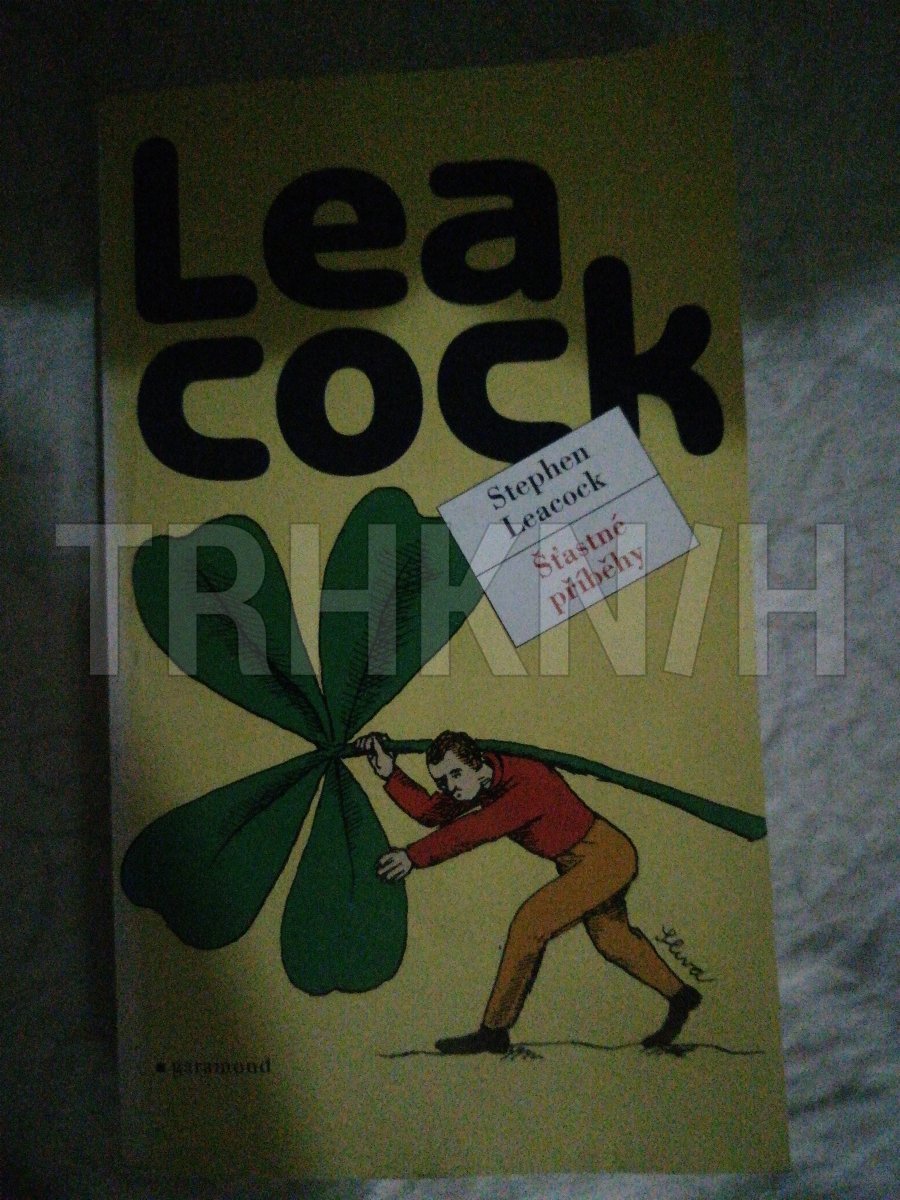 Lea
cock
Stephen
Leacock
Šťastné
příběhy
TRHKNIH
Slíva
garamond